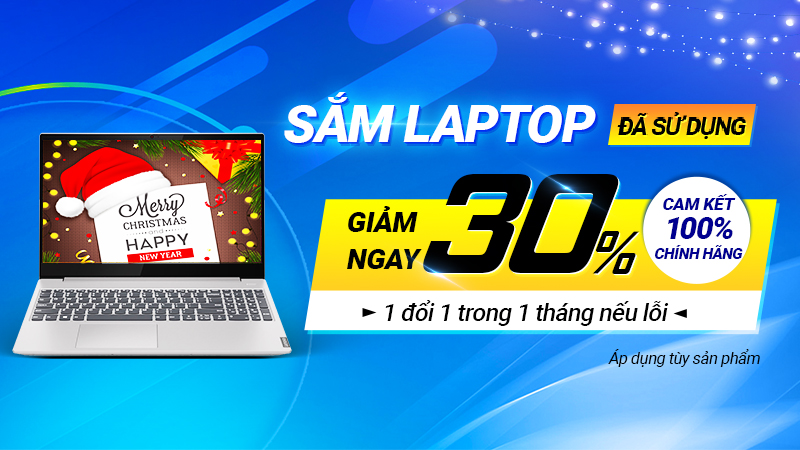 SẮM LAPTOP ĐÃ SỬ DỤNG
GIẢM NGAY 30%
CAM KẾT
100%
CHÍNH HÃNG
► 1 đổi 1 trong 1 tháng nếu lỗi ◄
Áp dụng tùy sản phẩm
Merry
CHRISTMAS
and
HAPPY
NEW YEAR